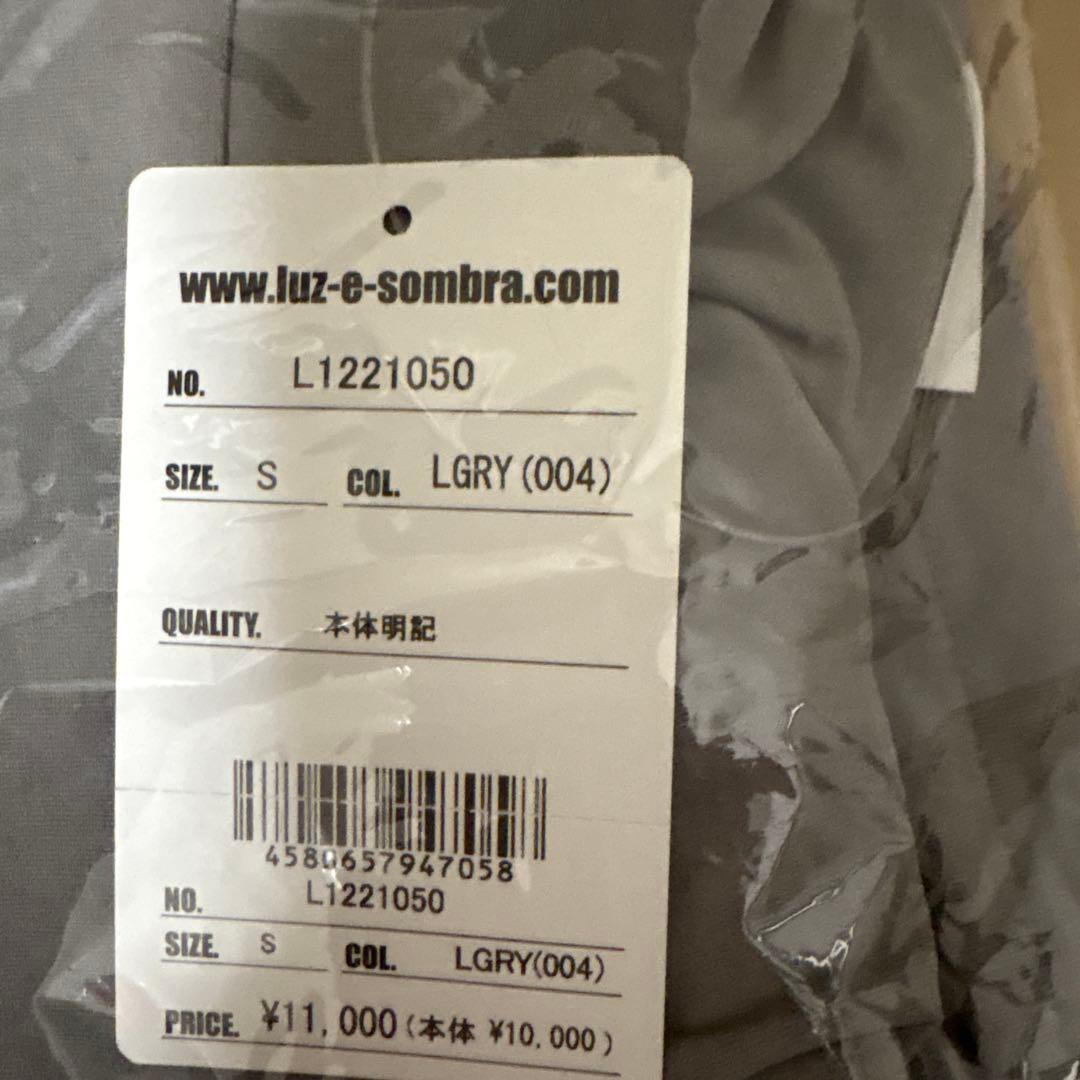 www.luz-e-sombra.com
NO. L1221050
SIZE. S COL. LGRY(004)
QUALITY. 本体明記
4580657947058
NO. L1221050
SIZE. S COL. LGRY(004)
PRICE. ¥11,000(本体 ¥10,000)